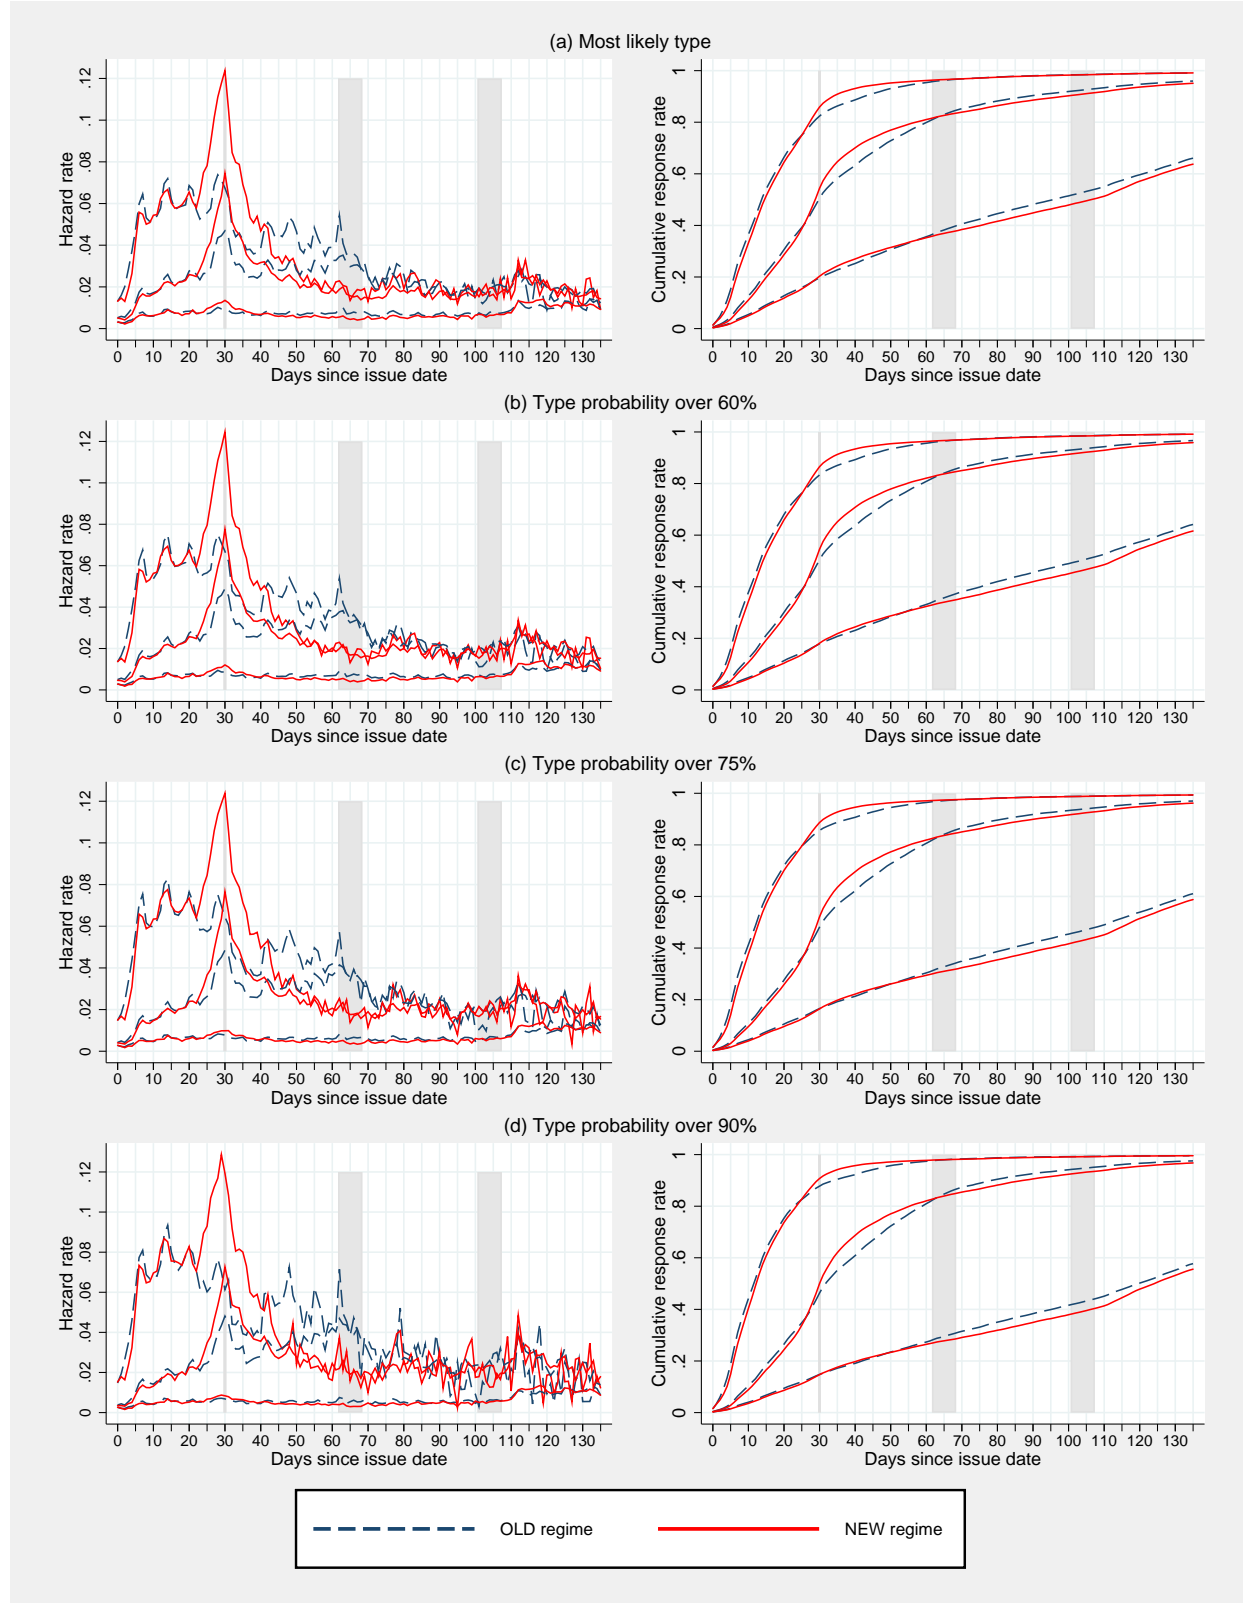 (a) Most likely type
Hazard rate
0 .02 .04 .06 .08 .1 .12
0 10 20 30 40 50 60 70 80 90 100 110 120 130
Days since issue date
Cumulative response rate
0 .2 .4 .6 .8 1
0 10 20 30 40 50 60 70 80 90 100 110 120 130
Days since issue date
(b) Type probability over 60%
Hazard rate
0 .02 .04 .06 .08 .1 .12
0 10 20 30 40 50 60 70 80 90 100 110 120 130
Days since issue date
Cumulative response rate
0 .2 .4 .6 .8 1
0 10 20 30 40 50 60 70 80 90 100 110 120 130
Days since issue date
(c) Type probability over 75%
Hazard rate
0 .02 .04 .06 .08 .1 .12
0 10 20 30 40 50 60 70 80 90 100 110 120 130
Days since issue date
Cumulative response rate
0 .2 .4 .6 .8 1
0 10 20 30 40 50 60 70 80 90 100 110 120 130
Days since issue date
(d) Type probability over 90%
Hazard rate
0 .02 .04 .06 .08 .1 .12
0 10 20 30 40 50 60 70 80 90 100 110 120 130
Days since issue date
Cumulative response rate
0 .2 .4 .6 .8 1
0 10 20 30 40 50 60 70 80 90 100 110 120 130
Days since issue date
OLD regime NEW regime